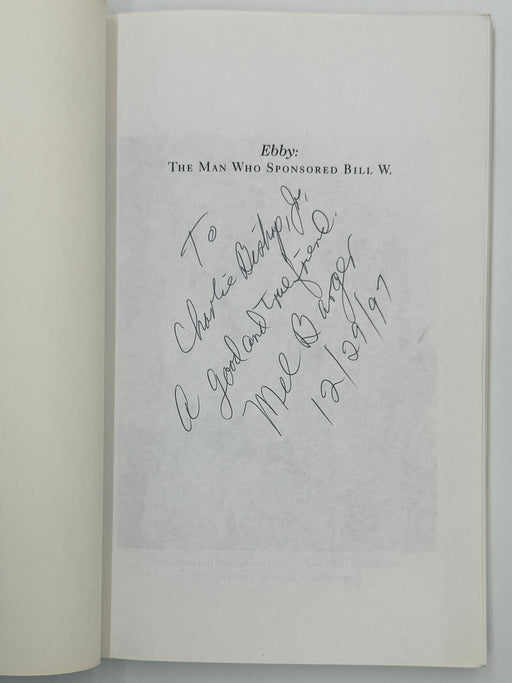 Ebby:
THE MAN WHO SPONSORED BILL W.
To
Charlie Bishop, Jr,
A good and true friend.
Mel Barger
12/29/97